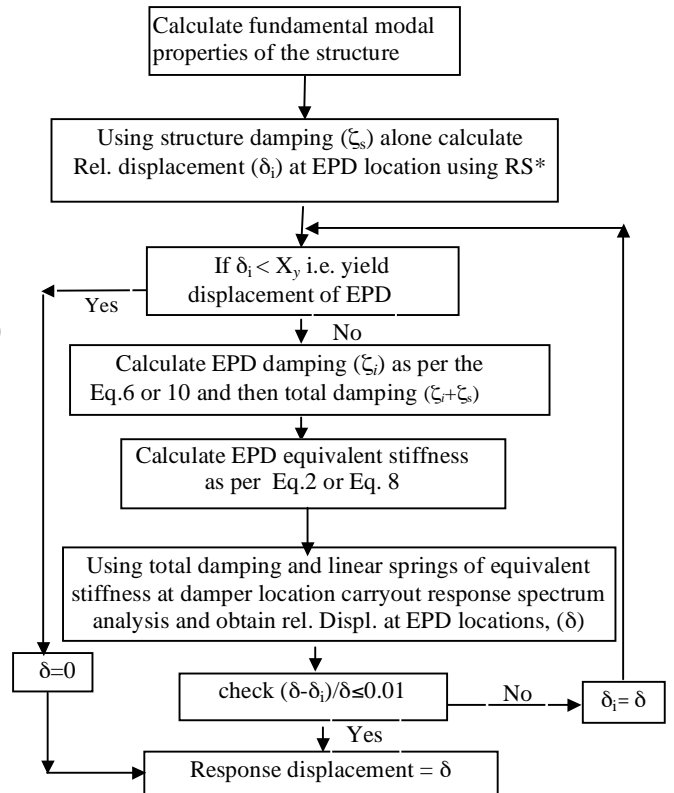 Calculate fundamental modal
properties of the structure
Using structure damping (ζₛ) alone calculate
Rel. displacement (δᵢ) at EPD location using RS*
If δᵢ < Xᵧ i.e. yield
displacement of EPD
Yes
No
Calculate EPD damping (ζᵢ) as per the
Eq.6 or 10 and then total damping (ζᵢ+ζₛ)
Calculate EPD equivalent stiffness
as per Eq.2 or Eq. 8
Using total damping and linear springs of equivalent
stiffness at damper location carryout response spectrum
analysis and obtain rel. Displ. at EPD locations, (δ)
δ=0
check (δ-δᵢ)/δ≤0.01
No
δᵢ= δ
Yes
Response displacement = δ